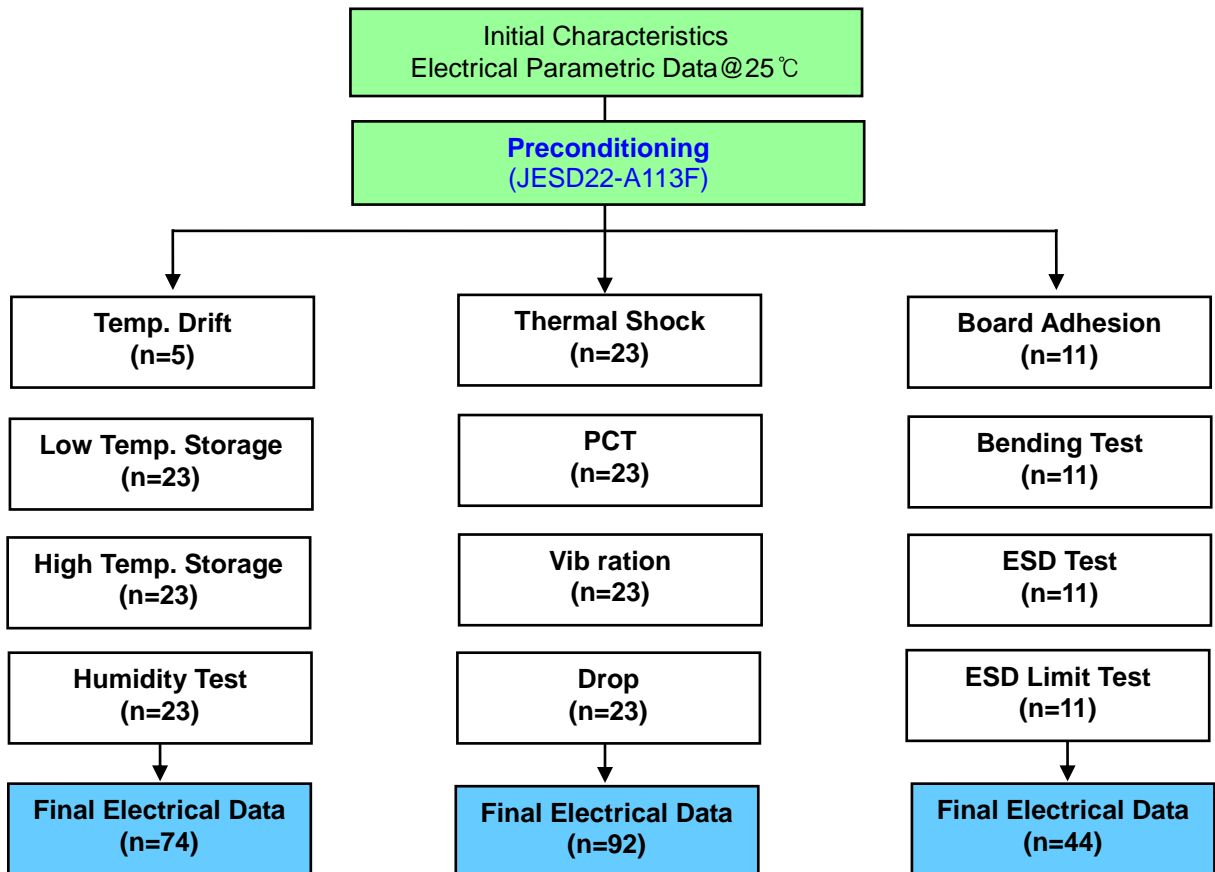 Initial Characteristics
Electrical Parametric Data@25℃
Preconditioning
(JESD22-A113F)
Temp. Drift
(n=5)
Low Temp. Storage
(n=23)
High Temp. Storage
(n=23)
Humidity Test
(n=23)
Final Electrical Data
(n=74)
Thermal Shock
(n=23)
PCT
(n=23)
Vib ration
(n=23)
Drop
(n=23)
Final Electrical Data
(n=92)
Board Adhesion
(n=11)
Bending Test
(n=11)
ESD Test
(n=11)
ESD Limit Test
(n=11)
Final Electrical Data
(n=44)